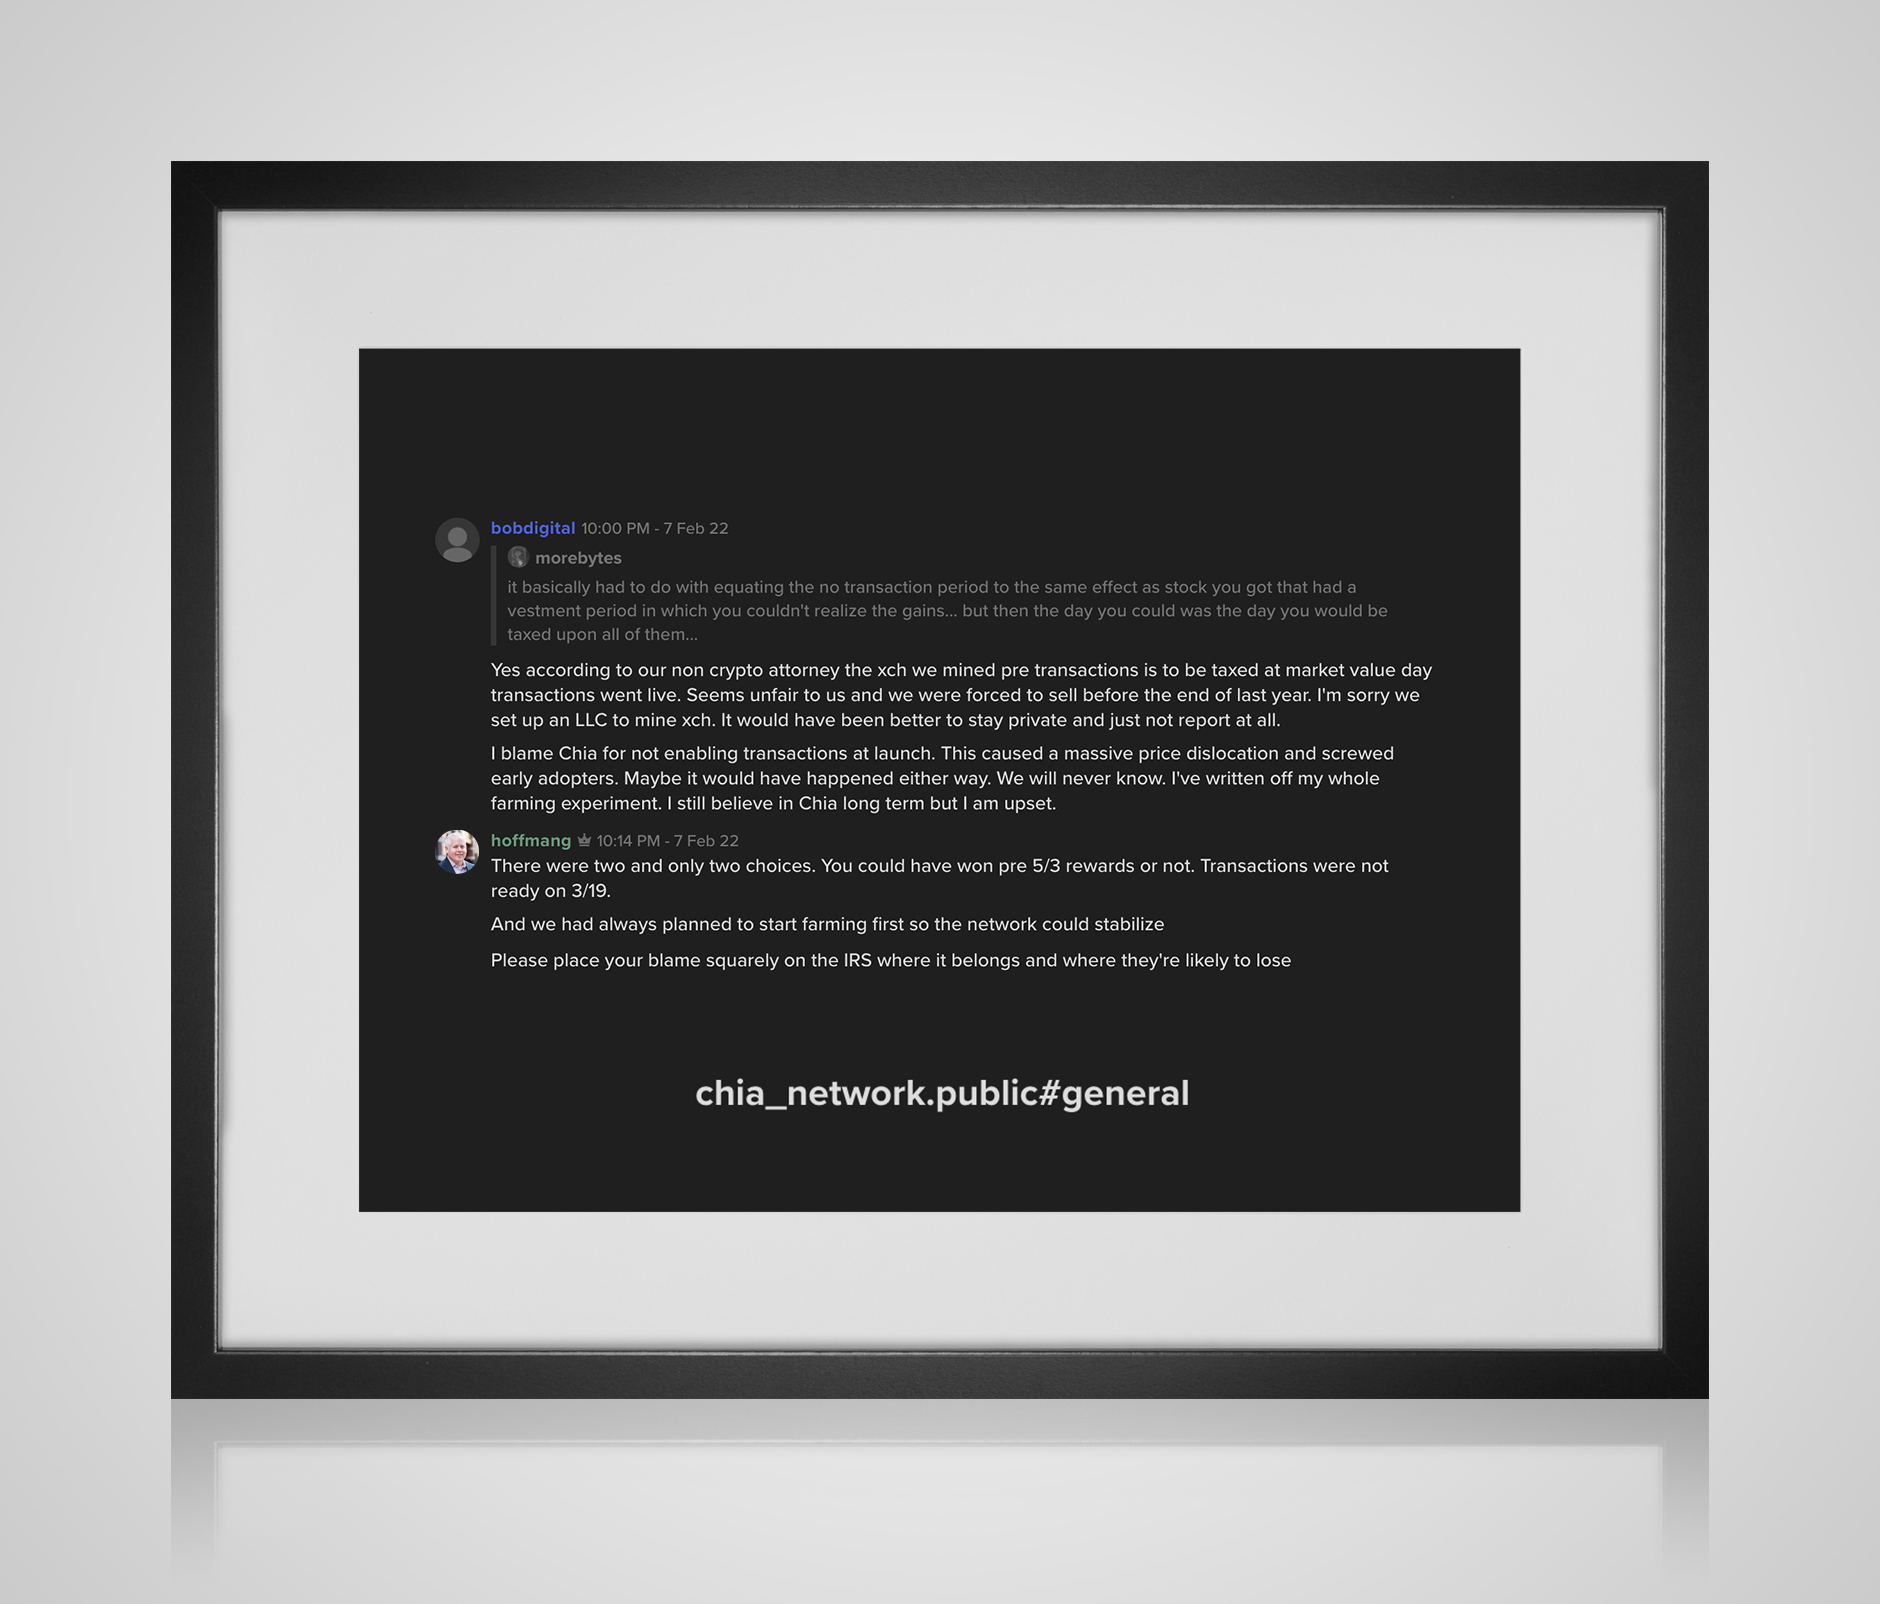 bobdigital 10:00 PM - 7 Feb 22
morebytes
it basically had to do with equating the no transaction period to the same effect as stock you got that had a
vestment period in which you couldn't realize the gains... but then the day you could was the day you would be
taxed upon all of them...
Yes according to our non crypto attorney the xch we mined pre transactions is to be taxed at market value day
transactions went live. Seems unfair to us and we were forced to sell before the end of last year. I'm sorry we
set up an LLC to mine xch. It would have been better to stay private and just not report at all.
I blame Chia for not enabling transactions at launch. This caused a massive price dislocation and screwed
early adopters. Maybe it would have happened either way. We will never know. I've written off my whole
farming experiment. I still believe in Chia long term but I am upset.
hoffmang 10:14 PM - 7 Feb 22
There were two and only two choices. You could have won pre 5/3 rewards or not. Transactions were not
ready on 3/19.
And we had always planned to start farming first so the network could stabilize
Please place your blame squarely on the IRS where it belongs and where they're likely to lose
chia_network.public#general